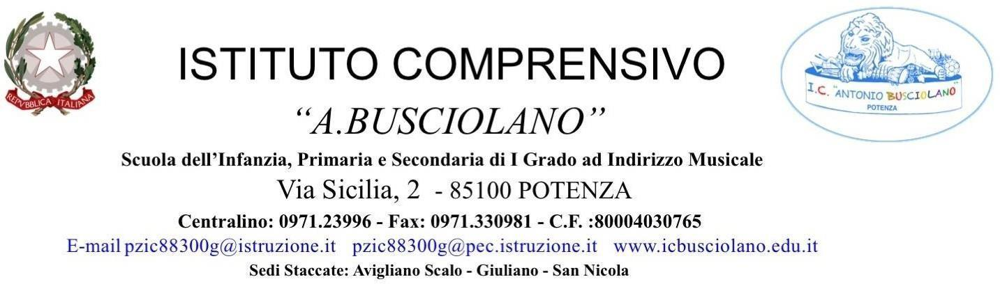 ISTITUTO COMPRENSIVO
“A.BUSCIOLANO”
Scuola dell’Infanzia, Primaria e Secondaria di I Grado ad Indirizzo Musicale
Via Sicilia, 2 - 85100 POTENZA
Centralino: 0971.23996 - Fax: 0971.330981 - C.F. :80004030765
E-mail pzic88300g@istruzione.it pzic88300g@pec.istruzione.it www.icbusciolano.edu.it
Sedi Staccate: Avigliano Scalo - Giuliano - San Nicola
REPVBBLICA ITALIANA
I.C. "ANTONIO BUSCIOLANO"
POTENZA